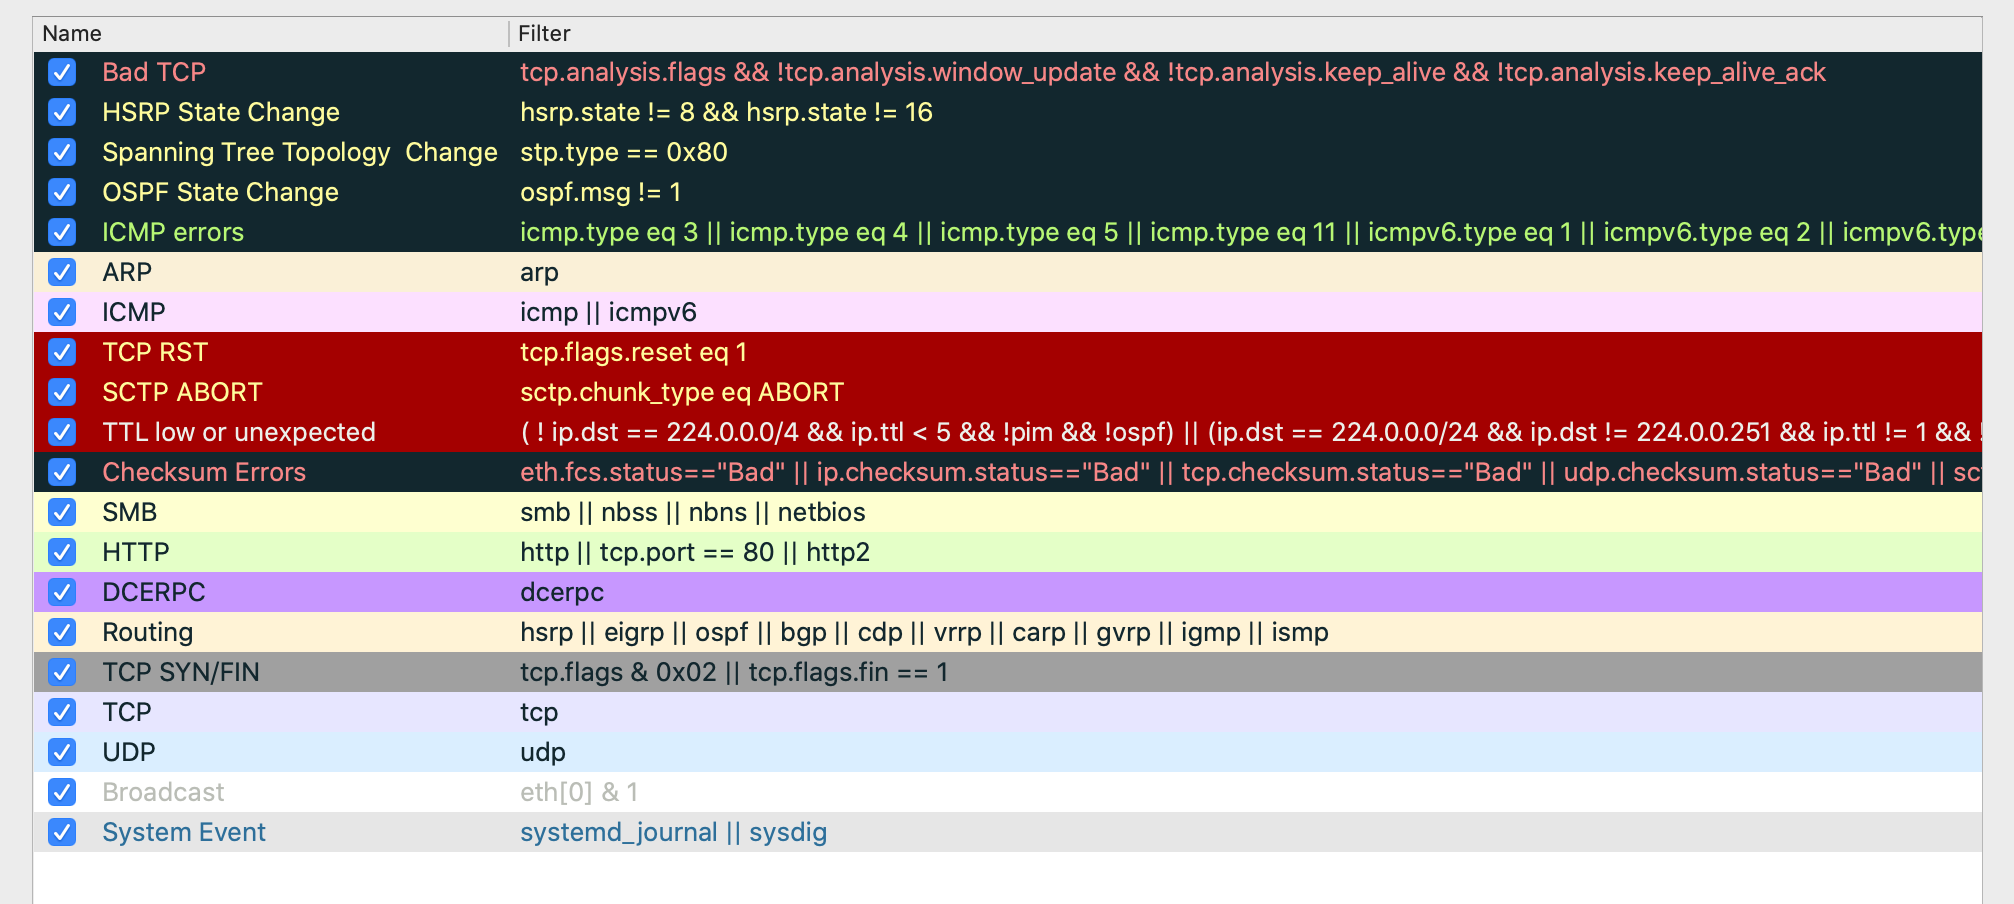 Name Filter
Bad TCP tcp.analysis.flags && !tcp.analysis.window_update && !tcp.analysis.keep_alive && !tcp.analysis.keep_alive_ack
HSRP State Change hsrp.state != 8 && hsrp.state != 16
Spanning Tree Topology  Change stp.type == 0x80
OSPF State Change ospf.msg != 1
ICMP errors icmp.type eq 3 || icmp.type eq 4 || icmp.type eq 5 || icmp.type eq 11 || icmpv6.type eq 1 || icmpv6.type eq 2 || icmpv6.type
ARP arp
ICMP icmp || icmpv6
TCP RST tcp.flags.reset eq 1
SCTP ABORT sctp.chunk_type eq ABORT
TTL low or unexpected ( ! ip.dst == 224.0.0.0/4 && ip.ttl < 5 && !pim && !ospf) || (ip.dst == 224.0.0.0/24 && ip.dst != 224.0.0.251 && ip.ttl != 1 && !
Checksum Errors eth.fcs.status=="Bad" || ip.checksum.status=="Bad" || tcp.checksum.status=="Bad" || udp.checksum.status=="Bad" || sc
SMB smb || nbss || nbns || netbios
HTTP http || tcp.port == 80 || http2
DCERPC dcerpc
Routing hsrp || eigrp || ospf || bgp || cdp || vrrp || carp || gvrp || igmp || ismp
TCP SYN/FIN tcp.flags & 0x02 || tcp.flags.fin == 1
TCP tcp
UDP udp
Broadcast eth[0] & 1
System Event systemd_journal || sysdig